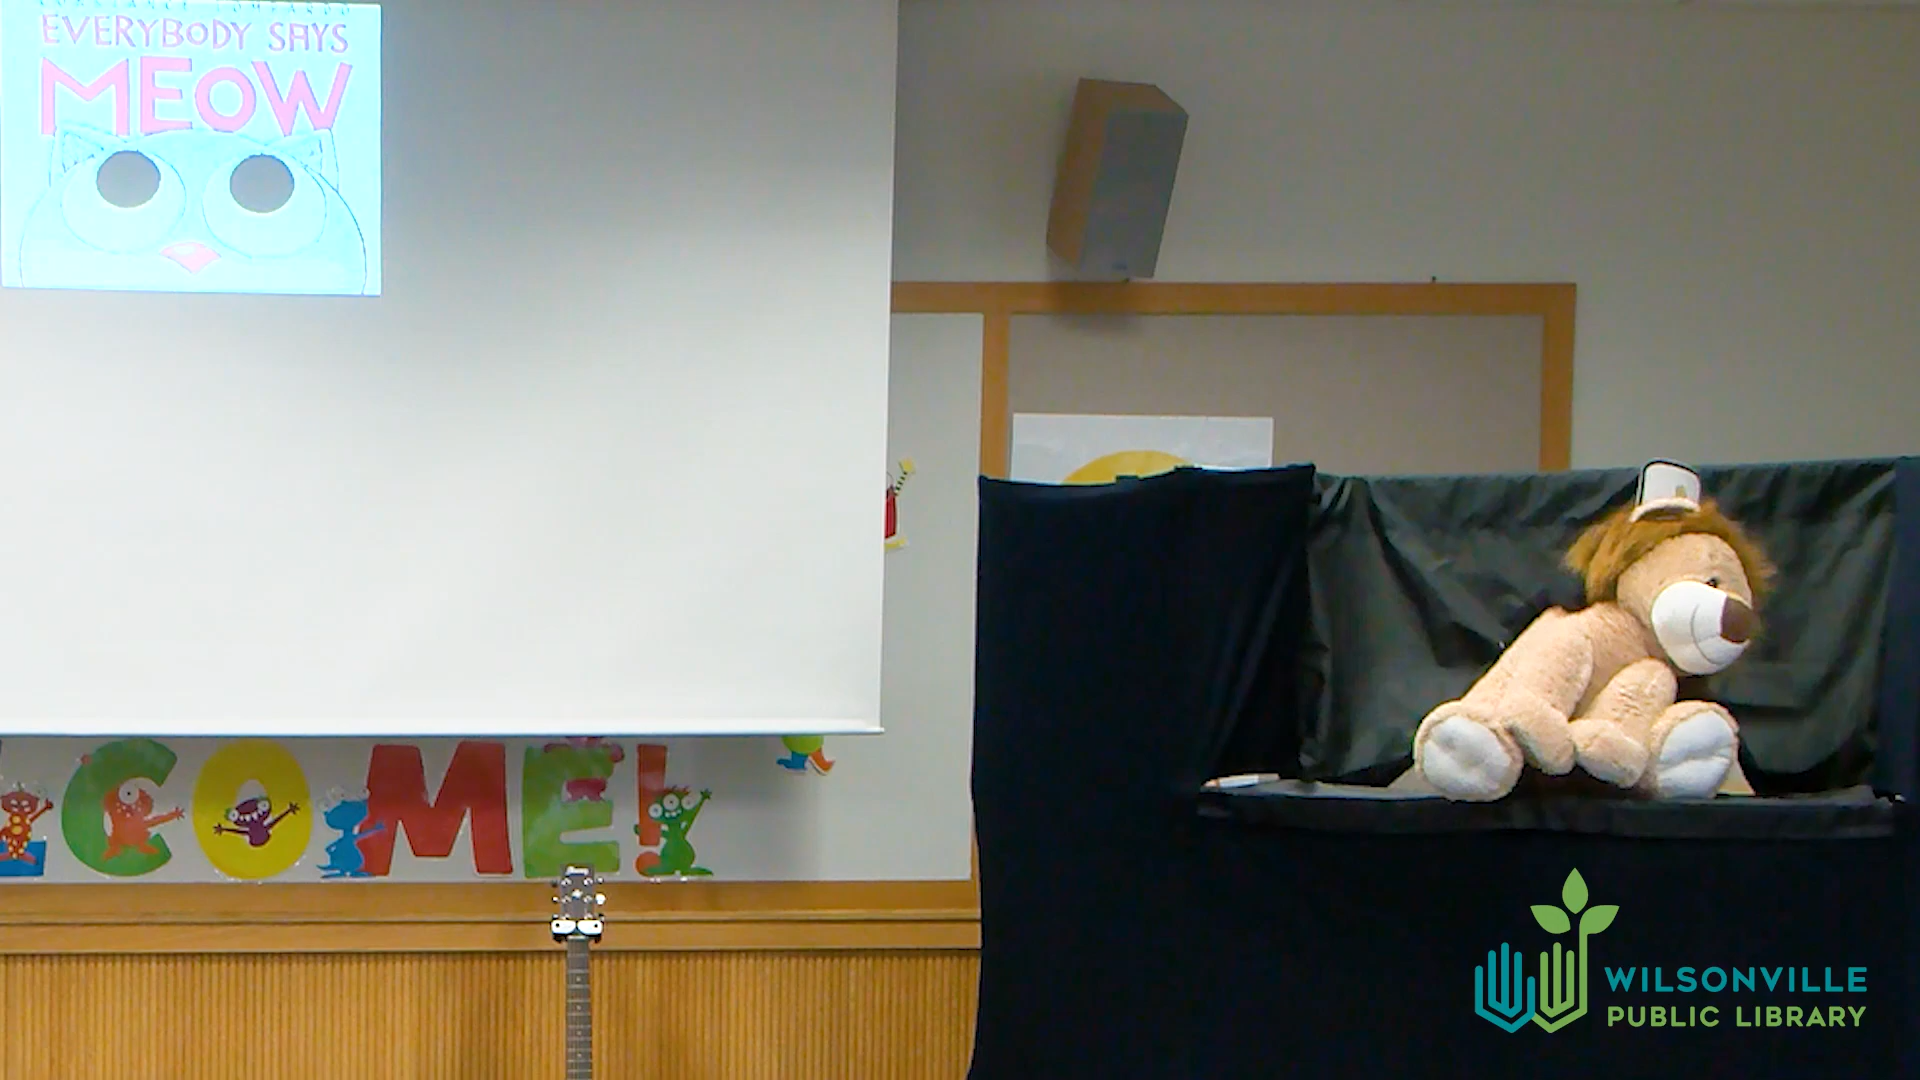 EVERYBODY SAYS
MEOW
COME!
WILSONVILLE
PUBLIC LIBRARY